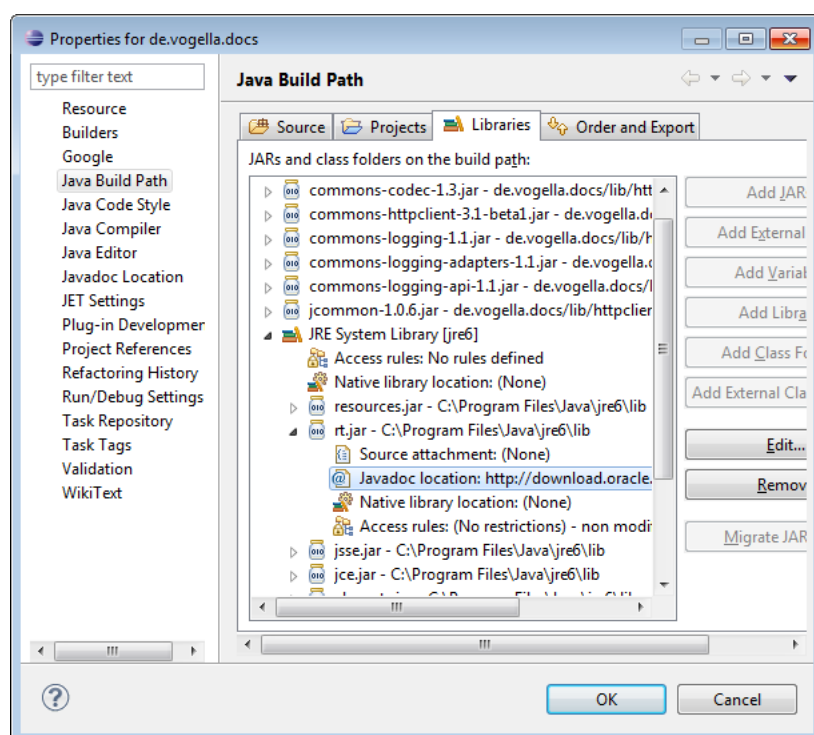 Properties for de.vogella.docs
type filter text
Java Build Path
Resource
Builders
Google
Java Build Path
Java Code Style
Java Compiler
Java Editor
Javadoc Location
JET Settings
Plug-in Developmer
Project References
Refactoring History
Run/Debug Settings
Task Repository
Task Tags
Validation
WikiText
Source
Projects
Libraries
Order and Export
JARs and class folders on the build path:
commons-codec-1.3.jar - de.vogella.docs/lib/htt
commons-httpclient-3.1-beta1.jar - de.vogella.d
commons-logging-1.1.jar - de.vogella.docs/lib/h
commons-logging-adapters-1.1.jar - de.vogella.c
commons-logging-api-1.1.jar - de.vogella.docs/l
jcommon-1.0.6.jar - de.vogella.docs/lib/httpclier
JRE System Library [jre6]
Access rules: No rules defined
Native library location: (None)
resources.jar - C:\Program Files\Java\jre6\lib
rt.jar - C:\Program Files\Java\jre6\lib
Source attachment: (None)
Javadoc location: http://download.oracle.
Native library location: (None)
Access rules: (No restrictions) - non modi
jsse.jar - C:\Program Files\Java\jre6\lib
jce.jar - C:\Program Files\Java\jre6\lib
Add JAR
Add External
Add Varial
Add Libra
Add Class Fo
Add External Cla
Edit...
Remov
Migrate JAR
OK
Cancel